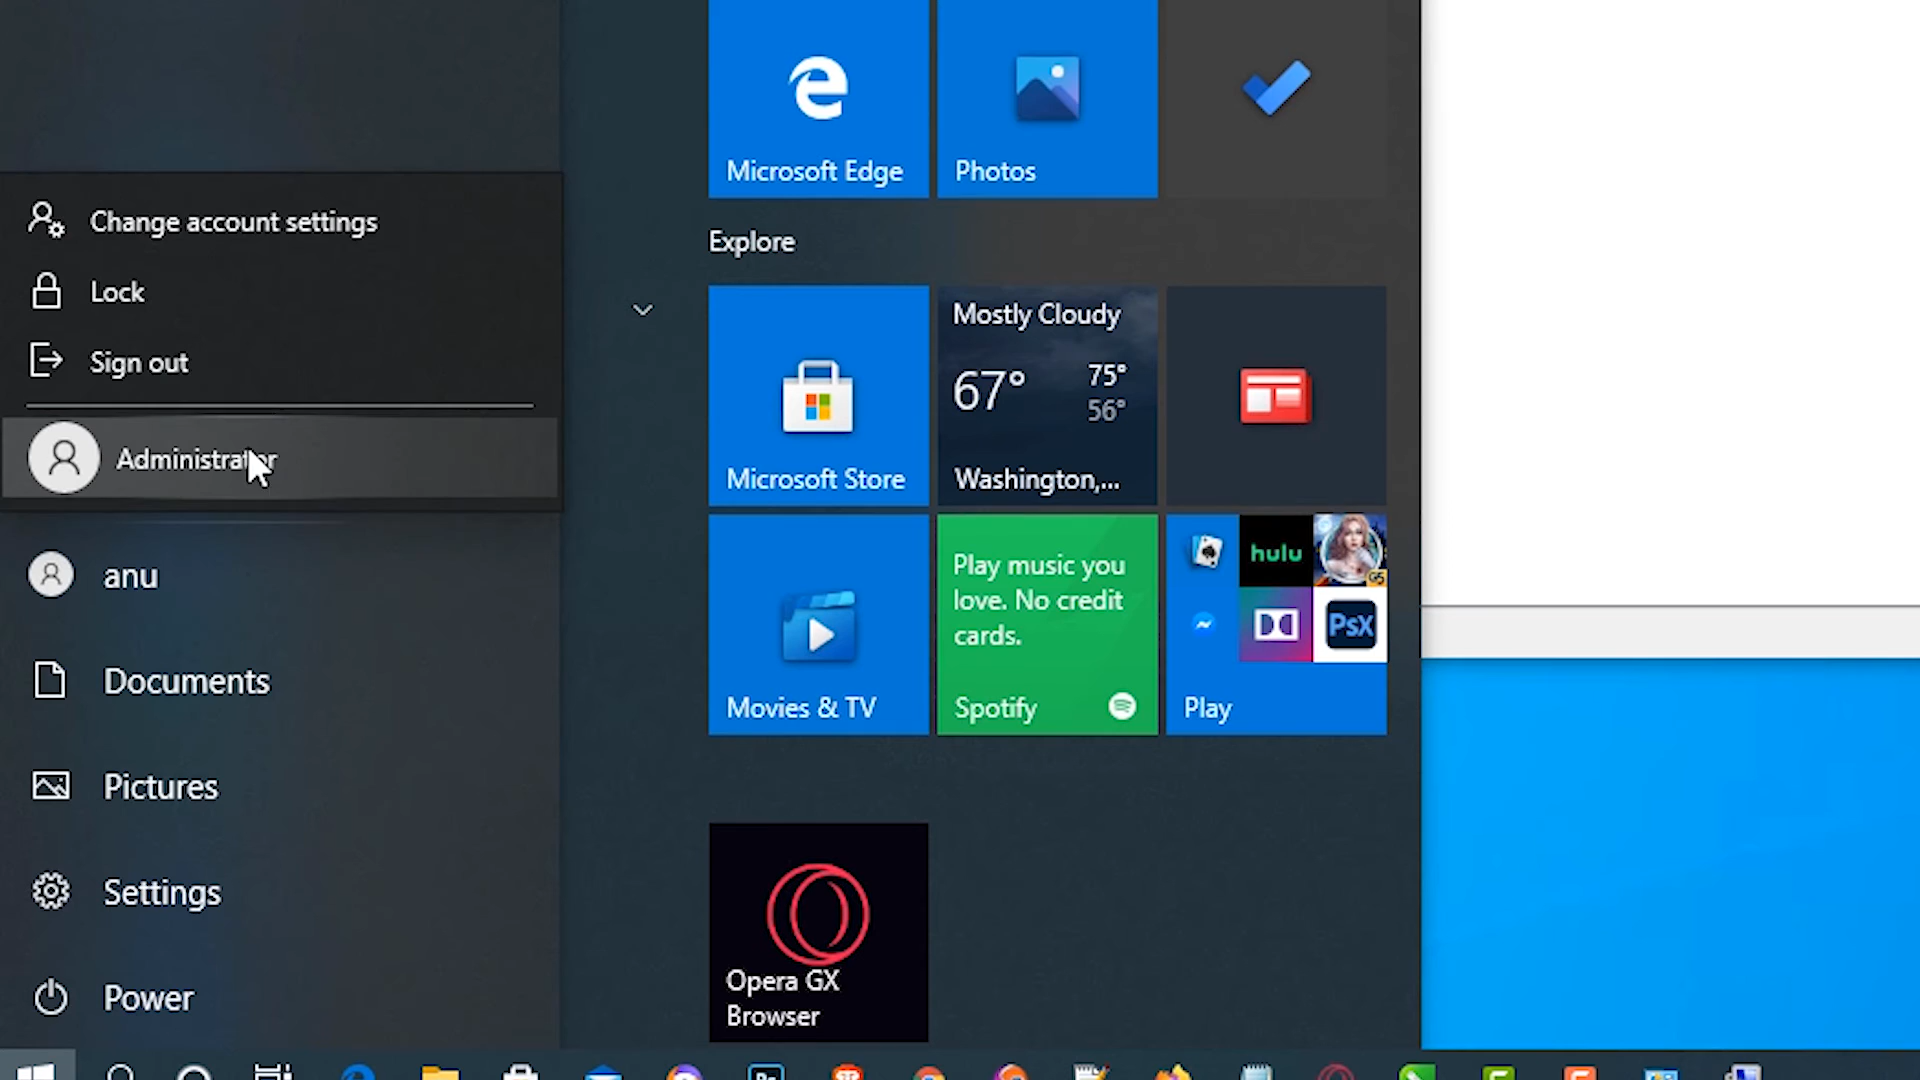 Change account settings
Lock
Sign out
Administrator
anu
Documents
Pictures
Settings
Power
Microsoft Edge
Photos
Explore
Microsoft Store
Mostly Cloudy
67°
75°
56°
Washington,...
Movies & TV
Play music you
love. No credit
cards.
Spotify
hulu
G5
PsX
Play
Opera GX
Browser